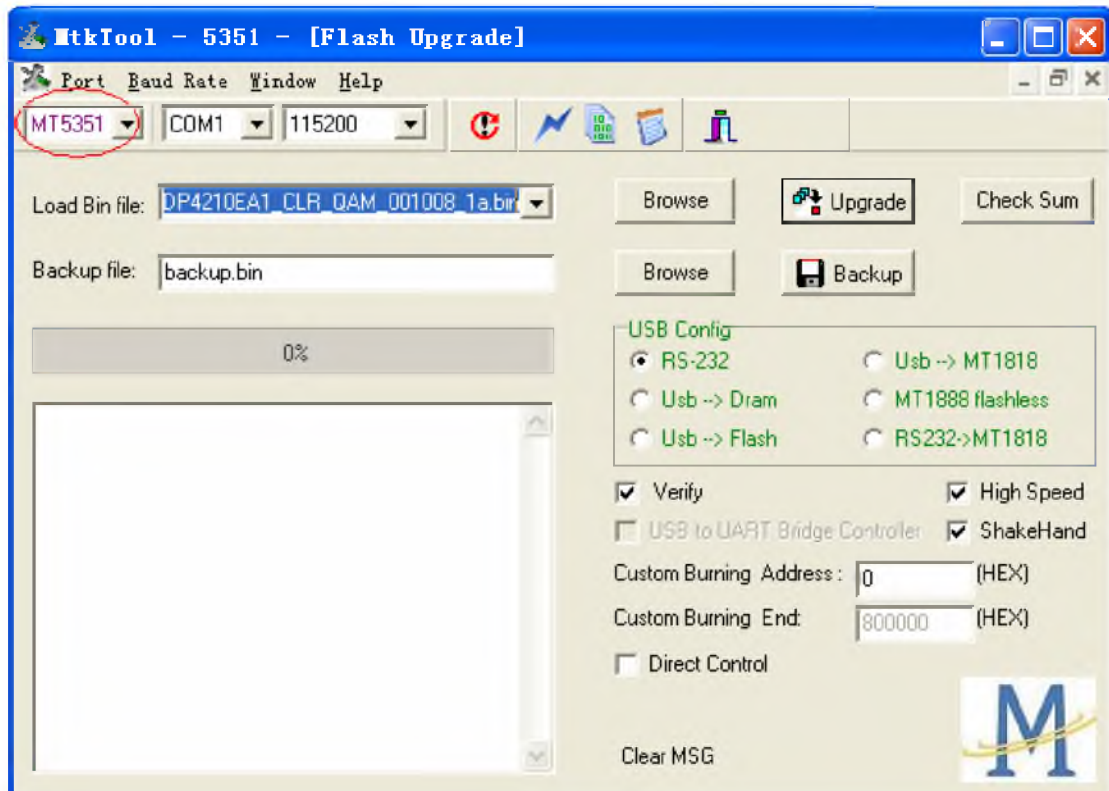 MtkTool - 5351 - [Flash Upgrade]
Port Baud Rate Window Help
MT5351 COM1 115200
Load Bin file: DP4210EA1_CLR_QAM_001008_1a.bin Browse Upgrade Check Sum
Backup file: backup.bin Browse Backup
0%
USB Config
RS-232 Usb --> MT1818
Usb --> Dram MT1888 flashless
Usb --> Flash RS232->MT1818
Verify High Speed
USB to UART Bridge Controller ShakeHand
Custom Burning Address : 0 (HEX)
Custom Burning End: 800000 (HEX)
Direct Control
Clear MSG
M